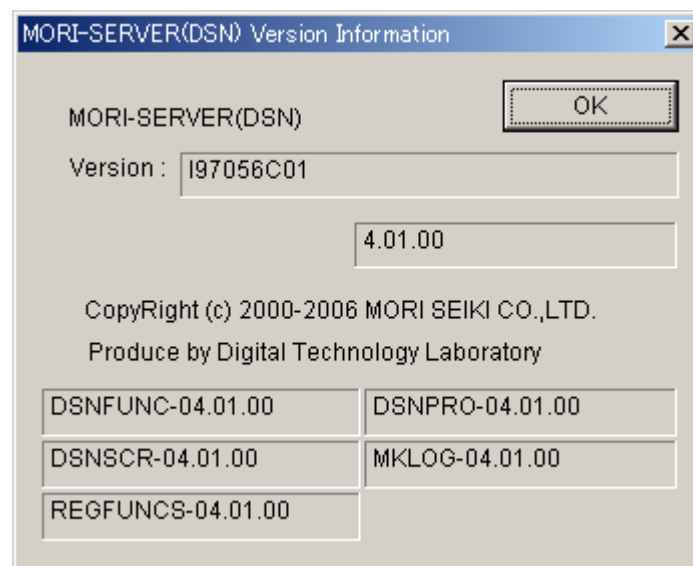 MORI-SERVER(DSN) Version Information
OK
MORI-SERVER(DSN)
Version : I97056C01
4.01.00
CopyRight (c) 2000-2006 MORI SEIKI CO.,LTD.
Produce by Digital Technology Laboratory
DSNFUNC-04.01.00 DSNPRO-04.01.00
DSNSCR-04.01.00 MKLOG-04.01.00
REGFUNCS-04.01.00